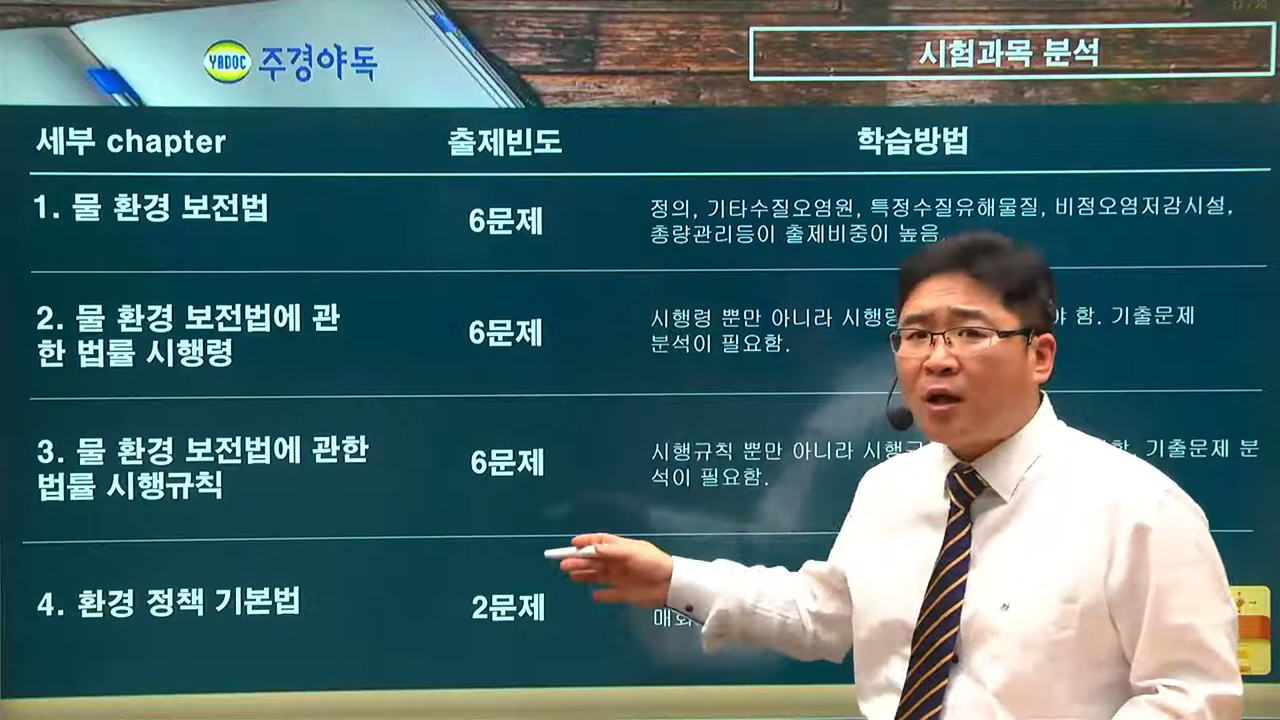 YADOC 주경야독
시험과목 분석
세부 chapter 출제빈도 학습방법
1. 물 환경 보전법 6문제 정의, 기타수질오염원, 특정수질유해물질, 비점오염저감시설,
총량관리등이 출제비중이 높음.
2. 물 환경 보전법에 관
한 법률 시행령
6문제
시행령 뿐만 아니라 함. 기출문제
분석이 필요함.
3. 물 환경 보전법에 관한
법률 시행규칙
6문제
시행규칙 뿐만 아니라 기출문제 분
석이 필요함.
4. 환경 정책 기본법 2문제